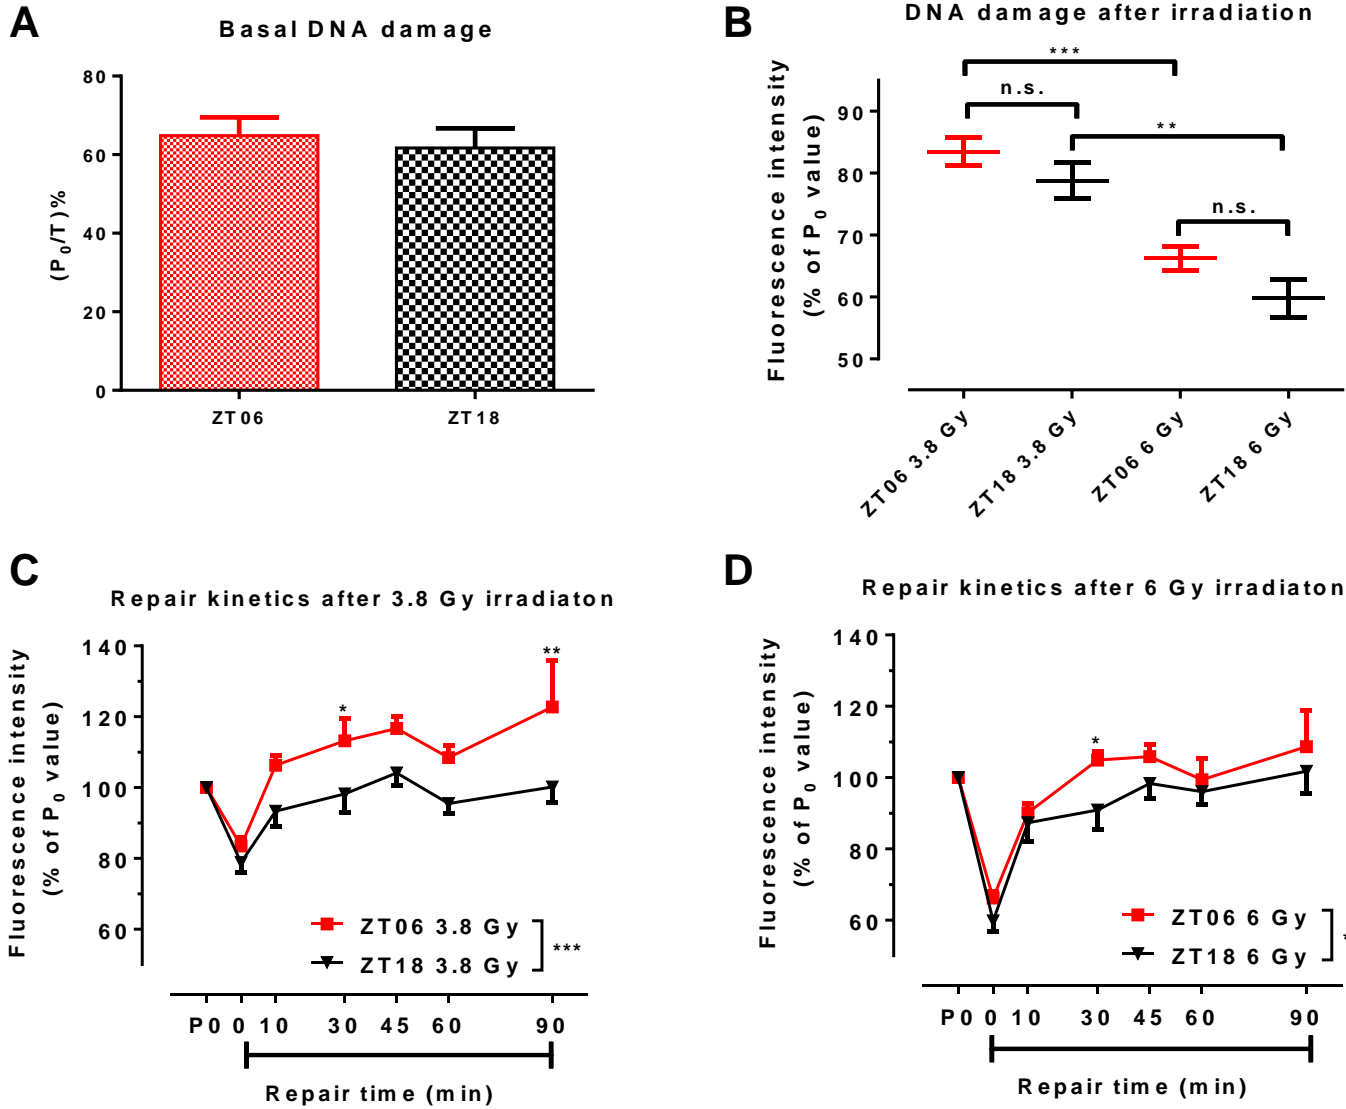 A
Basal DNA damage
(P0/T)%
80
60
40
20
0
ZT06
ZT18
B
DNA damage after irradiation
Fluorescence intensity
(% of P0 value)
90
80
70
60
50
***
n.s.
**
n.s.
ZT06 3.8 Gy
ZT18 3.8 Gy
ZT06 6 Gy
ZT18 6 Gy
C
Repair kinetics after 3.8 Gy irradiaton
Fluorescence intensity
(% of P0 value)
140
120
100
80
60
*
**
ZT06 3.8 Gy
ZT18 3.8 Gy
***
P0 0 10 30 45 60 90
Repair time (min)
D
Repair kinetics after 6 Gy irradiaton
Fluorescence intensity
(% of P0 value)
140
120
100
80
60
*
ZT06 6 Gy
ZT18 6 Gy
*
P0 0 10 30 45 60 90
Repair time (min)